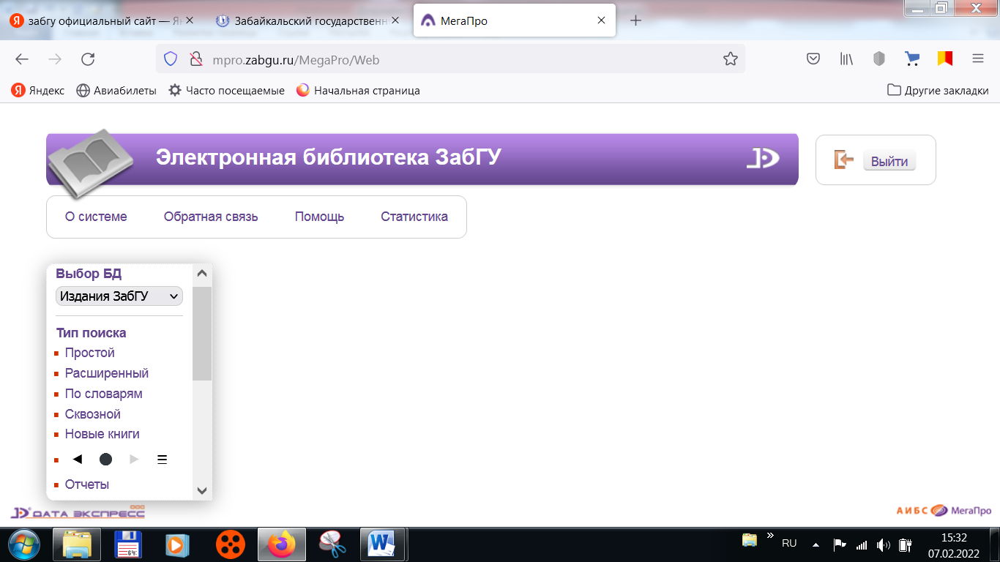 забгу официальный сайт — Ян
Забайкальский государственн
МегаПро
mpro.zabgu.ru/MegaPro/Web
Яндекс
Авиабилеты
Часто посещаемые
Начальная страница
Другие закладки
Электронная библиотека ЗабГУ
Выйти
О системе
Обратная связь
Помощь
Статистика
Выбор БД
Издания ЗабГУ
Тип поиска
Простой
Расширенный
По словарям
Сквозной
Новые книги
Отчеты
ДАТА ЭКСПРЕСС
АИБС МегаПро
64
RU
15:32
07.02.2022